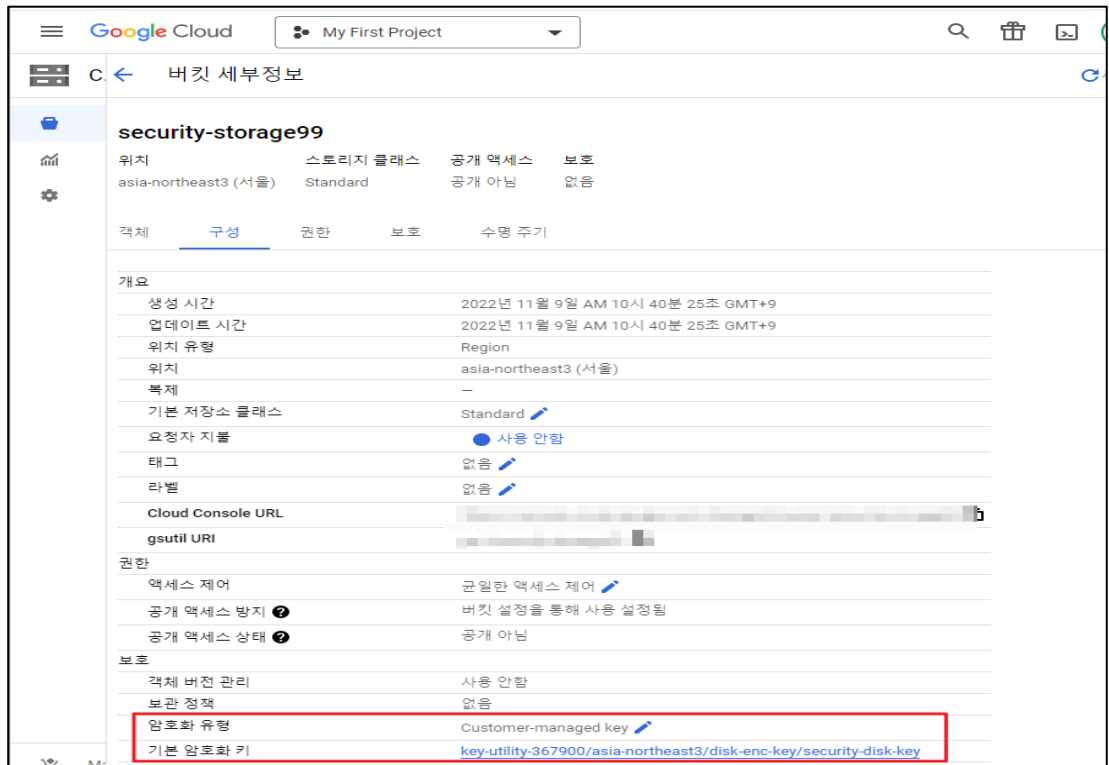 Google Cloud
My First Project
C.
버킷 세부정보
security-storage99
위치 스토리지 클래스 공개 액세스 보호
asia-northeast3 (서울) Standard 공개 아님 없음
객체 구성 권한 보호 수명 주기
개요
생성 시간 2022년 11월 9일 AM 10시 40분 25초 GMT+9
업데이트 시간 2022년 11월 9일 AM 10시 40분 25초 GMT+9
위치 유형 Region
위치 asia-northeast3 (서울)
복제 —
기본 저장소 클래스 Standard
요청자 지불 사용 안함
태그 없음
라벨 없음
Cloud Console URL
gsutil URI
권한
액세스 제어 균일한 액세스 제어
공개 액세스 방지 버킷 설정을 통해 사용 설정됨
공개 액세스 상태 공개 아님
보호
객체 버전 관리 사용 안함
보관 정책 없음
암호화 유형 Customer-managed key
기본 암호화 키 key-utility-367900/asia-northeast3/disk-enc-key/security-disk-key